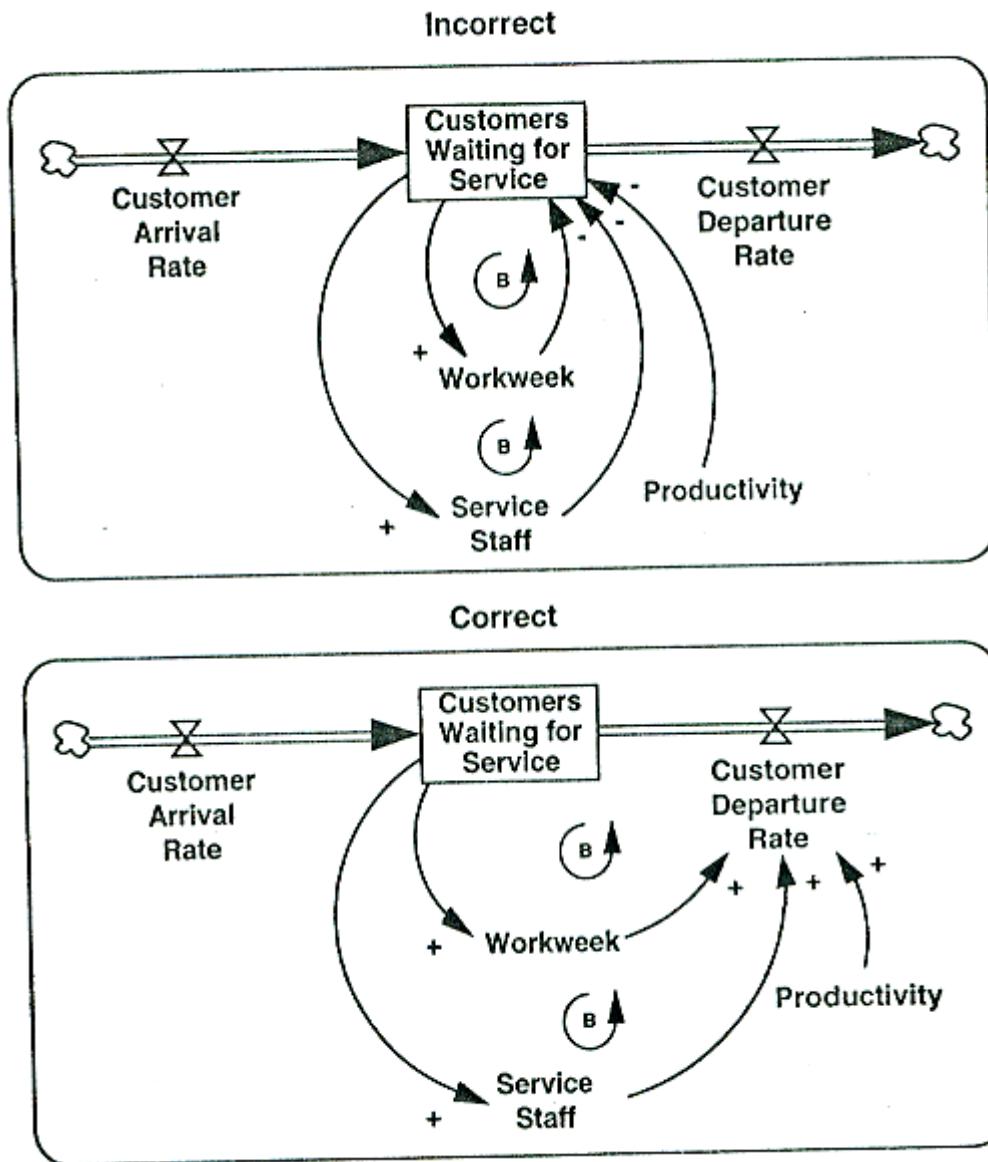 Incorrect
Customers
Waiting for
Service
Customer
Arrival
Rate
Customer
Departure
Rate
-
-
-
B
+
Workweek
B
Productivity
+
Service
Staff
Correct
Customers
Waiting for
Service
Customer
Arrival
Rate
Customer
Departure
Rate
B
+
+
+
+
Workweek
Productivity
B
Service
Staff
+